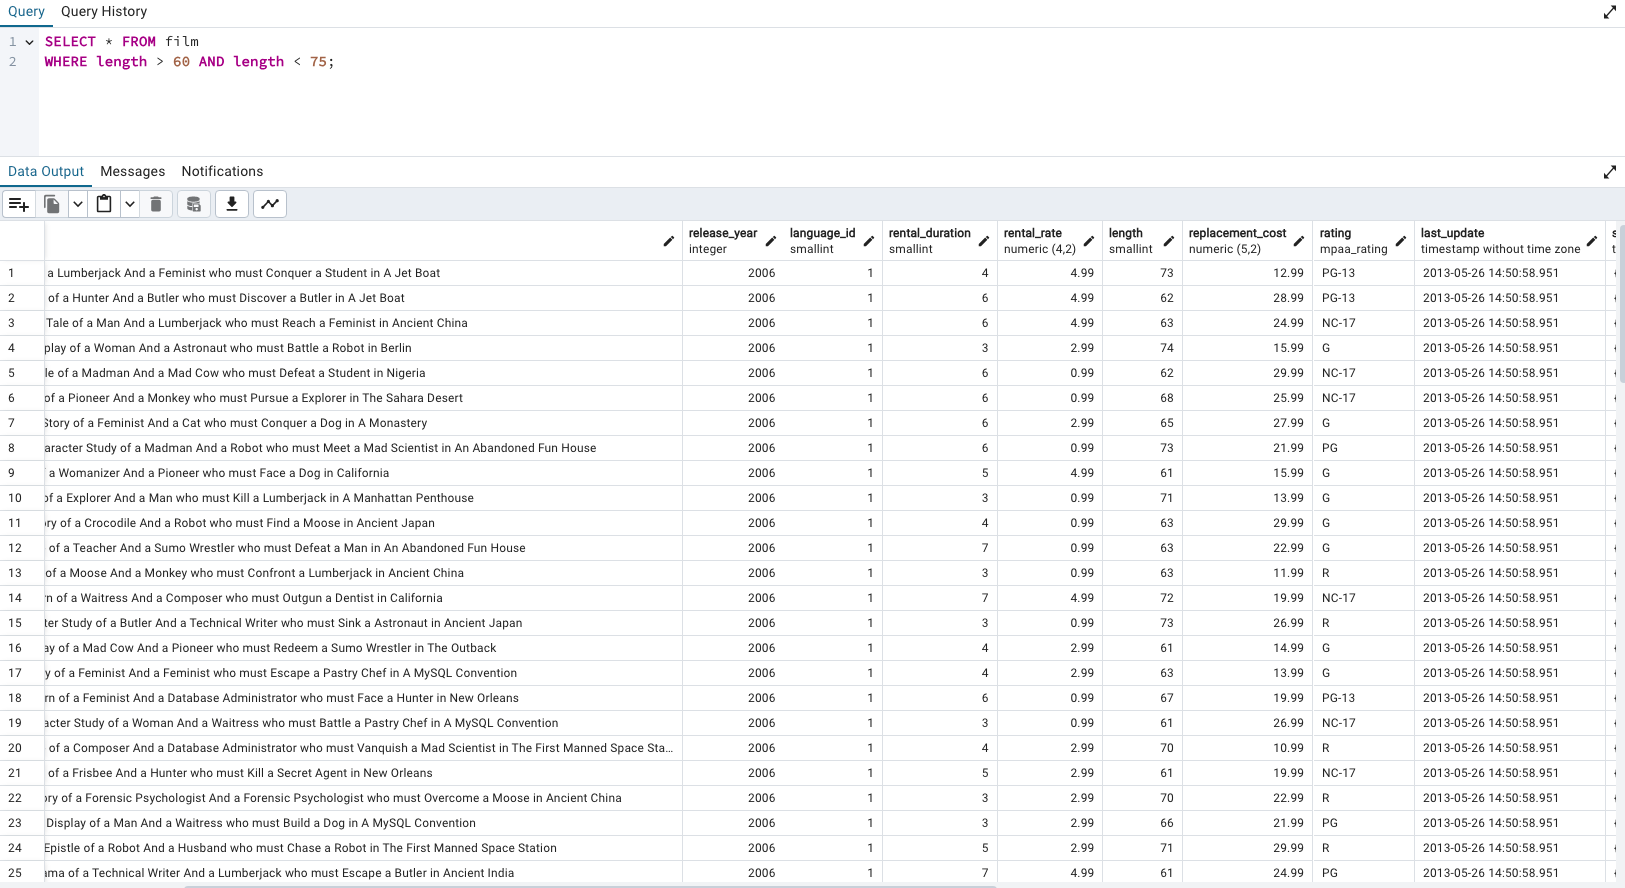 Query Query History
1 SELECT * FROM film
2 WHERE length > 60 AND length < 75;
Data Output Messages Notifications
release_year language_id rental_duration rental_rate length replacement_cost rating last_update
integer smallint smallint numeric (4,2) smallint numeric (5,2) mpaa_rating timestamp without time zone
1 a Lumberjack And a Feminist who must Conquer a Student in A Jet Boat 2006 1 4 4.99 73 12.99 PG-13 2013-05-26 14:50:58.951
2 of a Hunter And a Butler who must Discover a Butler in A Jet Boat 2006 1 6 4.99 62 28.99 PG-13 2013-05-26 14:50:58.951
3 Tale of a Man And a Lumberjack who must Reach a Feminist in Ancient China 2006 1 6 4.99 63 24.99 NC-17 2013-05-26 14:50:58.951
4 play of a Woman And a Astronaut who must Battle a Robot in Berlin 2006 1 3 2.99 74 15.99 G 2013-05-26 14:50:58.951
5 le of a Madman And a Mad Cow who must Defeat a Student in Nigeria 2006 1 6 0.99 62 29.99 NC-17 2013-05-26 14:50:58.951
6 of a Pioneer And a Monkey who must Pursue a Explorer in The Sahara Desert 2006 1 6 0.99 68 25.99 NC-17 2013-05-26 14:50:58.951
7 Story of a Feminist And a Cat who must Conquer a Dog in A Monastery 2006 1 6 2.99 65 27.99 G 2013-05-26 14:50:58.951
8 aracter Study of a Madman And a Robot who must Meet a Mad Scientist in An Abandoned Fun House 2006 1 6 0.99 73 21.99 PG 2013-05-26 14:50:58.951
9 a Womanizer And a Pioneer who must Face a Dog in California 2006 1 5 4.99 61 15.99 G 2013-05-26 14:50:58.951
10 of a Explorer And a Man who must Kill a Lumberjack in A Manhattan Penthouse 2006 1 3 0.99 71 13.99 G 2013-05-26 14:50:58.951
11 ory of a Crocodile And a Robot who must Find a Moose in Ancient Japan 2006 1 4 0.99 63 29.99 G 2013-05-26 14:50:58.951
12 of a Teacher And a Sumo Wrestler who must Defeat a Man in An Abandoned Fun House 2006 1 7 0.99 63 22.99 G 2013-05-26 14:50:58.951
13 of a Moose And a Monkey who must Confront a Lumberjack in Ancient China 2006 1 3 0.99 63 11.99 R 2013-05-26 14:50:58.951
14 n of a Waitress And a Composer who must Outgun a Dentist in California 2006 1 7 4.99 72 19.99 NC-17 2013-05-26 14:50:58.951
15 ter Study of a Butler And a Technical Writer who must Sink a Astronaut in Ancient Japan 2006 1 3 0.99 73 26.99 R 2013-05-26 14:50:58.951
16 ay of a Mad Cow And a Pioneer who must Redeem a Sumo Wrestler in The Outback 2006 1 4 2.99 61 14.99 G 2013-05-26 14:50:58.951
17 y of a Feminist And a Feminist who must Escape a Pastry Chef in A MySQL Convention 2006 1 4 2.99 63 13.99 G 2013-05-26 14:50:58.951
18 rn of a Feminist And a Database Administrator who must Face a Hunter in New Orleans 2006 1 6 0.99 67 19.99 PG-13 2013-05-26 14:50:58.951
19 acter Study of a Woman And a Waitress who must Battle a Pastry Chef in A MySQL Convention 2006 1 3 0.99 61 26.99 NC-17 2013-05-26 14:50:58.951
20 of a Composer And a Database Administrator who must Vanquish a Mad Scientist in The First Manned Space Sta... 2006 1 4 2.99 70 10.99 R 2013-05-26 14:50:58.951
21 of a Frisbee And a Hunter who must Kill a Secret Agent in New Orleans 2006 1 5 2.99 61 19.99 NC-17 2013-05-26 14:50:58.951
22 ory of a Forensic Psychologist And a Forensic Psychologist who must Overcome a Moose in Ancient China 2006 1 3 2.99 70 22.99 R 2013-05-26 14:50:58.951
23 Display of a Man And a Waitress who must Build a Dog in A MySQL Convention 2006 1 3 2.99 66 21.99 PG 2013-05-26 14:50:58.951
24 Epistle of a Robot And a Husband who must Chase a Robot in The First Manned Space Station 2006 1 5 2.99 71 29.99 R 2013-05-26 14:50:58.951
25 ama of a Technical Writer And a Lumberjack who must Escape a Butler in Ancient India 2006 1 7 4.99 61 24.99 PG 2013-05-26 14:50:58.951